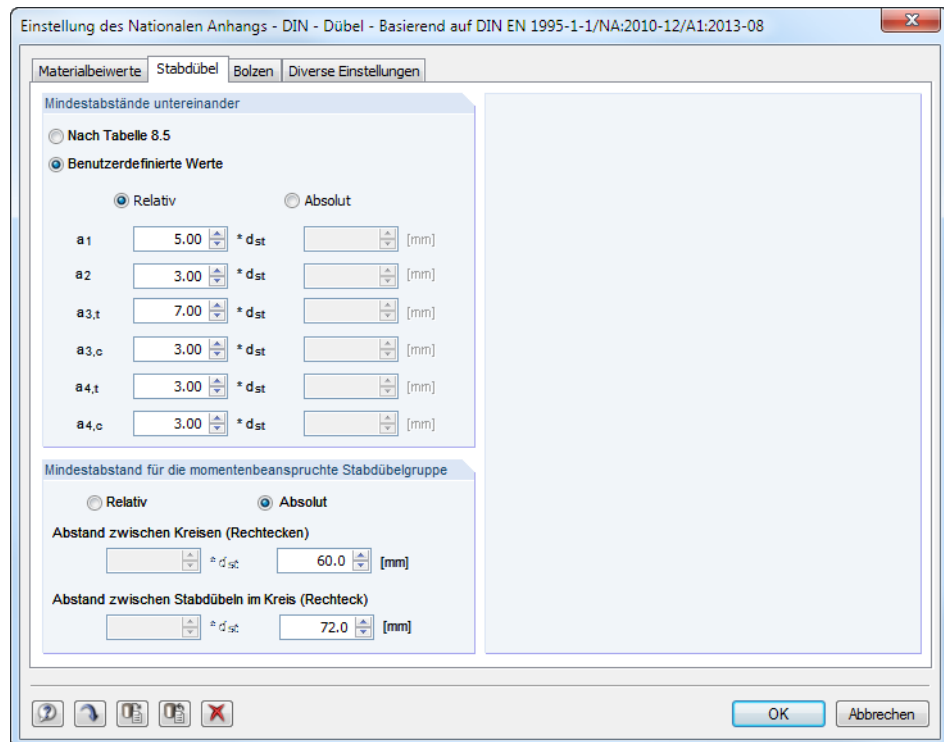 Einstellung des Nationalen Anhangs - DIN - Dübel - Basierend auf DIN EN 1995-1-1/NA:2010-12/A1:2013-08
Materialbeiwerte Stabdübel Bolzen Diverse Einstellungen
Mindestabstände untereinander
Nach Tabelle 8.5
Benutzerdefinierte Werte
Relativ Absolut
a1 5.00 * dst [mm]
a2 3.00 * dst [mm]
a3,t 7.00 * dst [mm]
a3,c 3.00 * dst [mm]
a4,t 3.00 * dst [mm]
a4,c 3.00 * dst [mm]
Mindestabstand für die momentenbeanspruchte Stabdübelgruppe
Relativ Absolut
Abstand zwischen Kreisen (Rechtecken)
* dst 60.0 [mm]
Abstand zwischen Stabdübeln im Kreis (Rechteck)
* dst 72.0 [mm]
OK Abbrechen